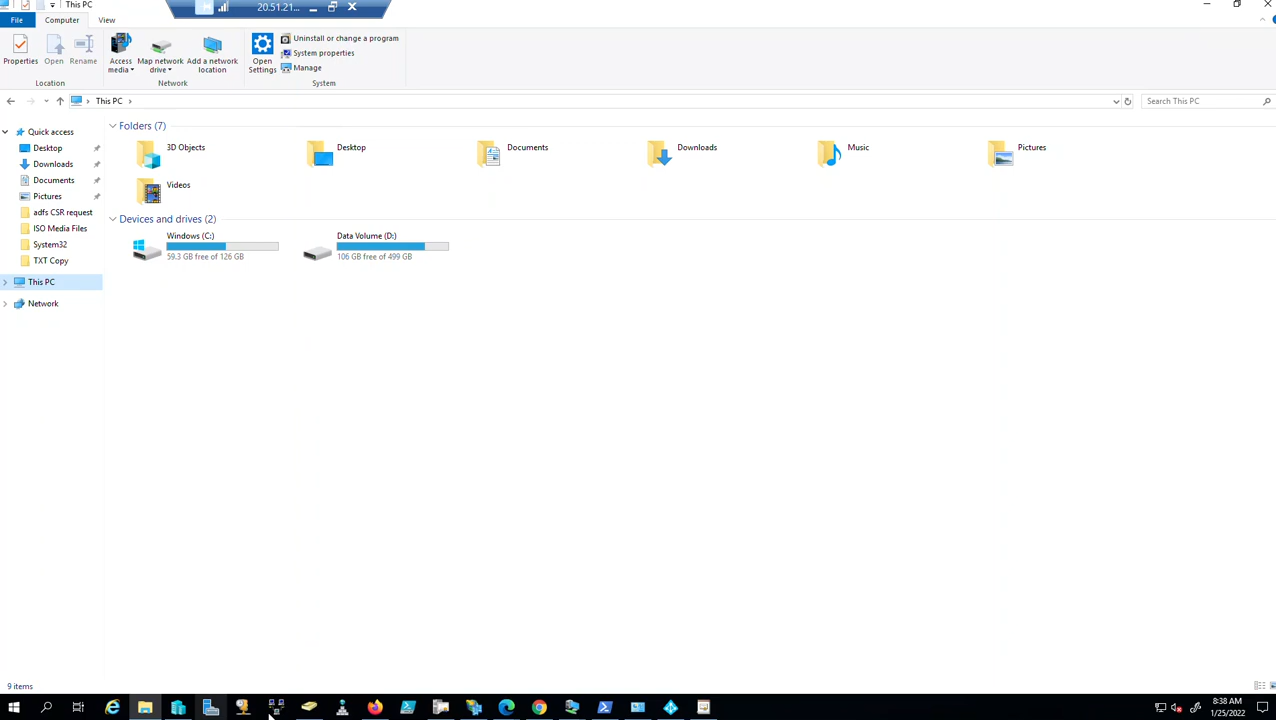 This PC
20.51.21...
File
Computer
View
Properties
Open
Rename
Access media
Map network drive
Add a network location
Open Settings
Uninstall or change a program
System properties
Manage
Location
Network
System
This PC
Search This PC
Quick access
Desktop
Downloads
Documents
Pictures
adfs CSR request
ISO Media Files
System32
TXT Copy
This PC
Network
Folders (7)
3D Objects
Desktop
Documents
Downloads
Music
Pictures
Videos
Devices and drives (2)
Windows (C:)
59.3 GB free of 126 GB
Data Volume (D:)
106 GB free of 499 GB
9 items
8:38 AM
1/25/2022